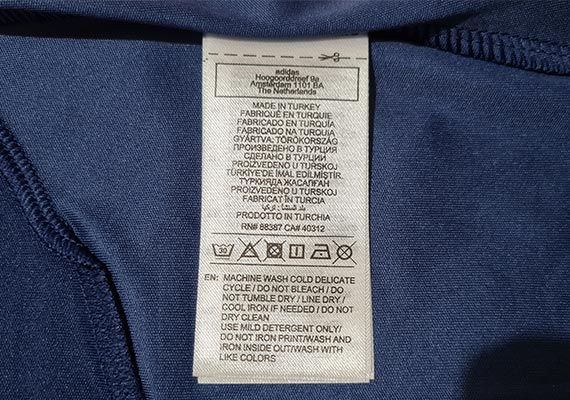 adidas
Hoogoorddreef 9a
Amsterdam 1101 BA
The Netherlands
MADE IN TURKEY
FABRIQUÉ EN TURQUIE
FABRICADO EN TURQUÍA
FABRICADO NA TURQUIA
GYÁRTVA: TÖRÖKORSZÁG
ПРОИЗВЕДЕНО В ТУРЦИЯ
СДЕЛАНО В ТУРЦИИ
PROIZVEDENO U TURSKOJ
TÜRKİYE'DE İMAL EDİLMİŞTİR.
ТҮРКИЯДА ЖАСАЛҒАН
PROIZVEDENO U TURSKOJ
FABRICAT ÎN TURCIA
بلد المنشأ: تركيا
PRODOTTO IN TURCHIA
RN# 88387 CA# 40312
30
EN: MACHINE WASH COLD DELICATE
CYCLE / DO NOT BLEACH / DO
NOT TUMBLE DRY / LINE DRY /
COOL IRON IF NEEDED / DO NOT
DRY CLEAN
USE MILD DETERGENT ONLY/
DO NOT IRON PRINT/WASH AND
IRON INSIDE OUT/WASH WITH
LIKE COLORS